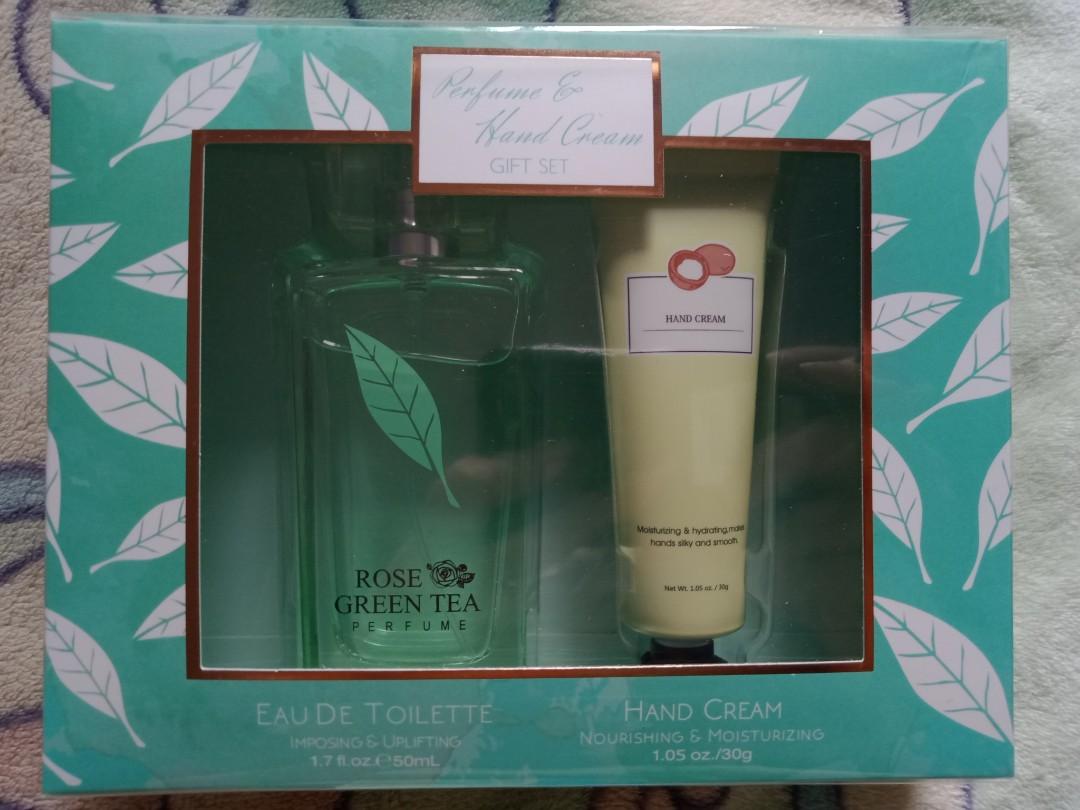 Perfume &
Hand Cream
GIFT SET
HAND CREAM
Moisturizing & hydrating,makes
hands silky and smooth.
Net Wt. 1.05 oz. / 30g
ROSE
GREEN TEA
PERFUME
EAU DE TOILETTE
IMPOSING & UPLIFTING
1.7 fl.oz.℮50mL
HAND CREAM
NOURISHING & MOISTURIZING
1.05 oz./30g